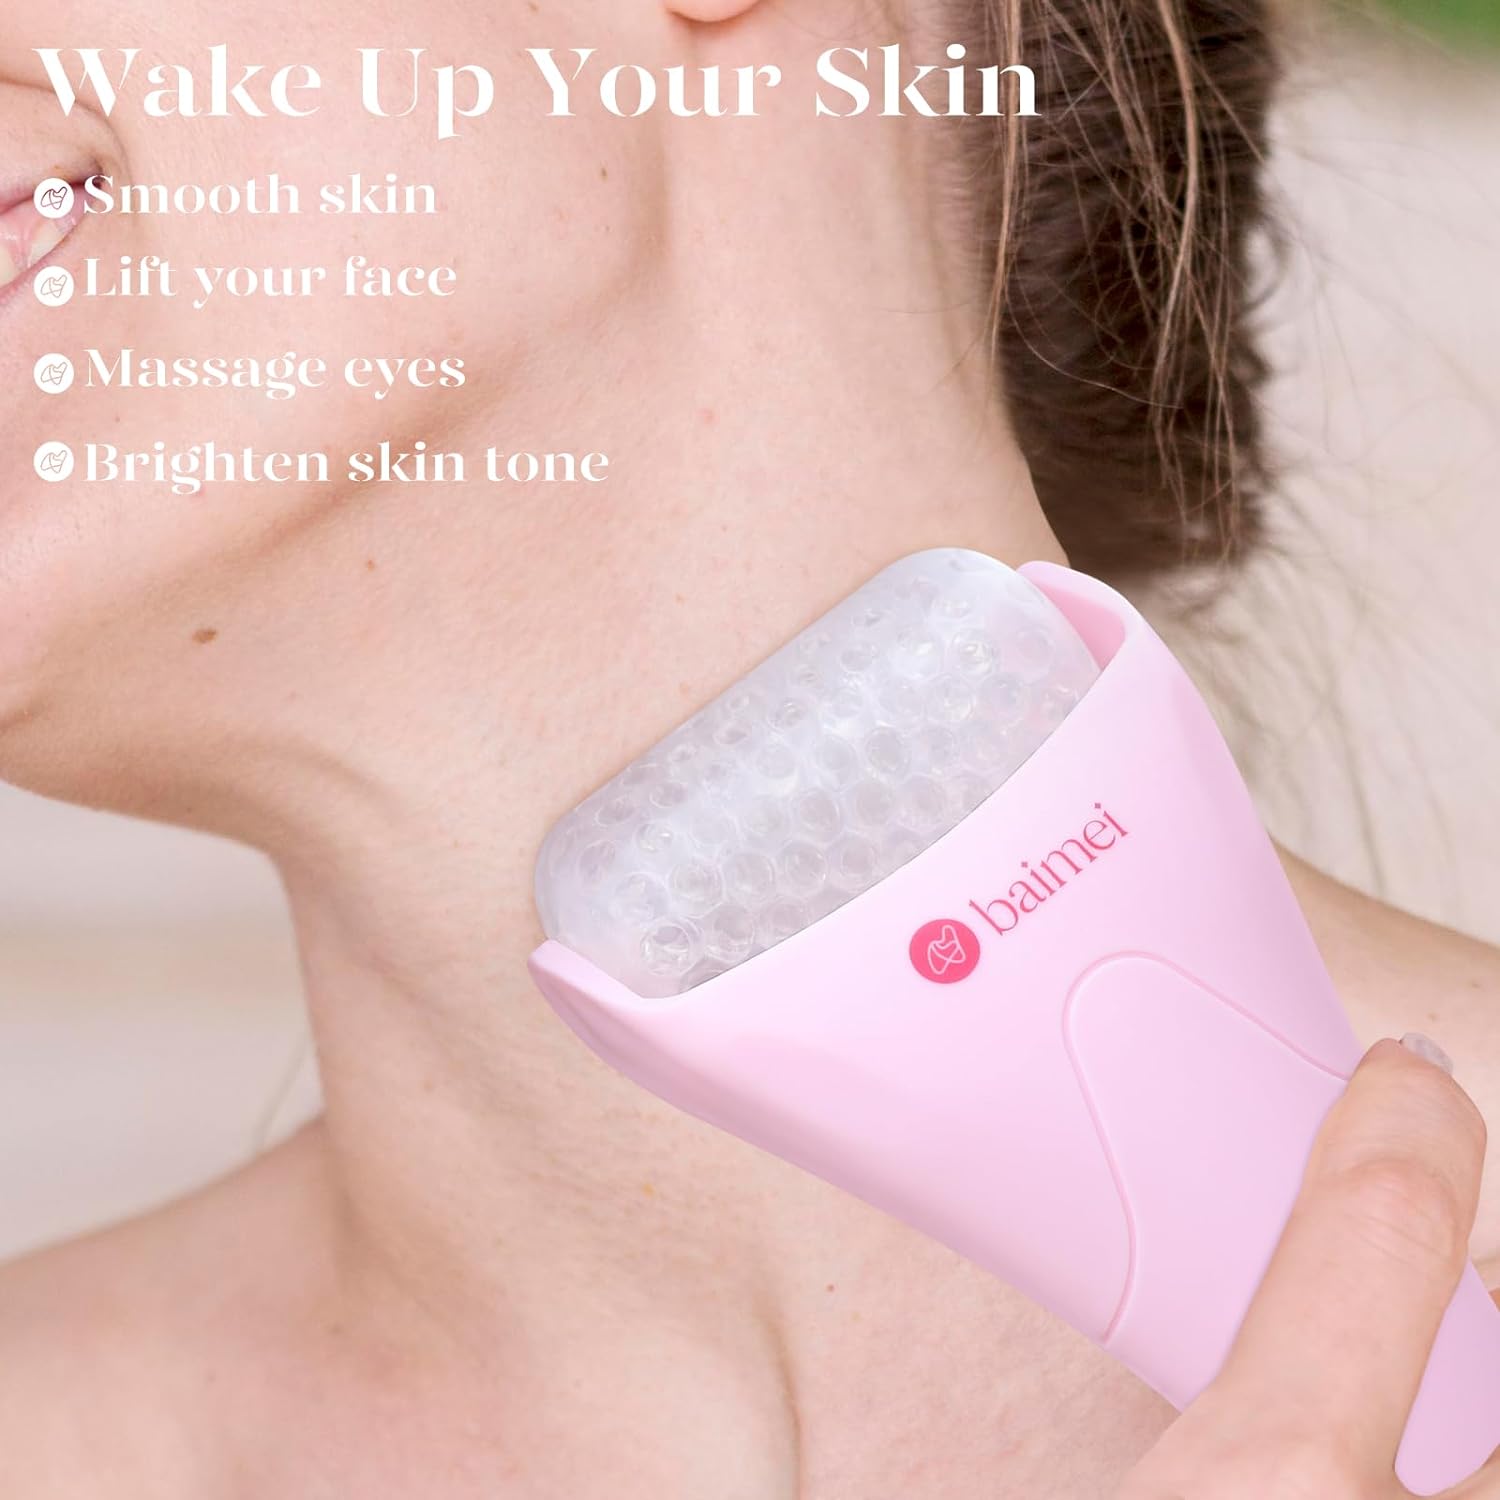 Wake Up Your Skin
Smooth skin
Lift your face
Massage eyes
Brighten skin tone
baimei